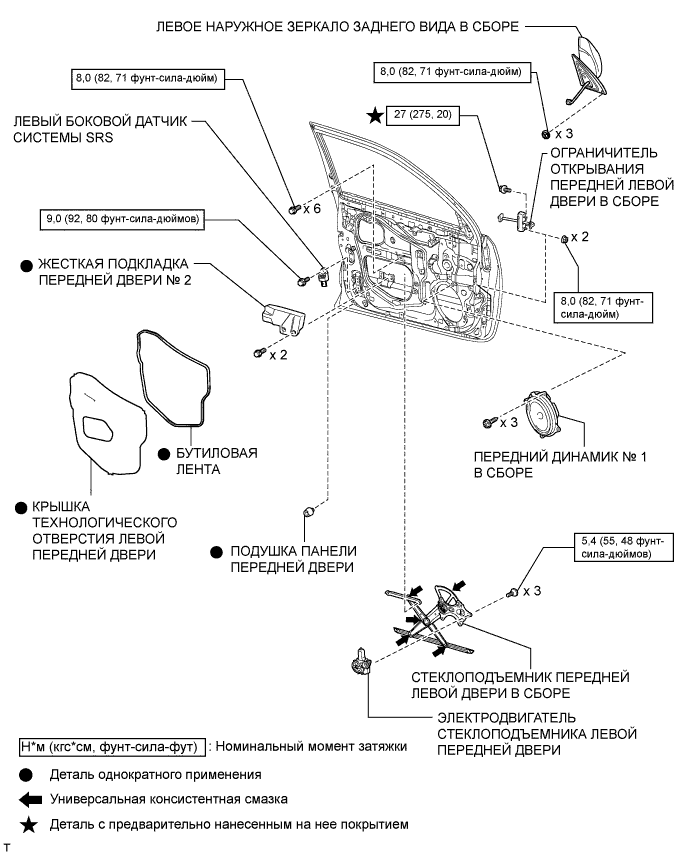 ЛЕВОЕ НАРУЖНОЕ ЗЕРКАЛО ЗАДНЕГО ВИДА В СБОРЕ
8,0 (82, 71 фунт-сила-дюйм)
8,0 (82, 71 фунт-сила-дюйм)
27 (275, 20)
ЛЕВЫЙ БОКОВОЙ ДАТЧИК
СИСТЕМЫ SRS
x 3
ОГРАНИЧИТЕЛЬ
ОТКРЫВАНИЯ
ПЕРЕДНЕЙ ЛЕВОЙ
ДВЕРИ В СБОРЕ
x 6
9,0 (92, 80 фунт-сила-дюймов)
x 2
ЖЕСТКАЯ ПОДКЛАДКА
ПЕРЕДНЕЙ ДВЕРИ № 2
8,0 (82, 71 фунт-
сила-дюйм)
x 2
x 3
БУТИЛОВАЯ
ЛЕНТА
ПЕРЕДНИЙ ДИНАМИК № 1
В СБОРЕ
КРЫШКА
ТЕХНОЛОГИЧЕСКОГО
ОТВЕРСТИЯ ЛЕВОЙ
ПЕРЕДНЕЙ ДВЕРИ
ПОДУШКА ПАНЕЛИ
ПЕРЕДНЕЙ ДВЕРИ
5,4 (55, 48 фунт-
сила-дюймов)
x 3
СТЕКЛОПОДЪЕМНИК ПЕРЕДНЕЙ
ЛЕВОЙ ДВЕРИ В СБОРЕ
ЭЛЕКТРОДВИГАТЕЛЬ
СТЕКЛОПОДЪЕМНИКА ЛЕВОЙ
ПЕРЕДНЕЙ ДВЕРИ
Н*м (кгс*см, фунт-сила-фут) : Номинальный момент затяжки
Деталь однократного применения
Универсальная консистентная смазка
Деталь с предварительно нанесенным на нее покрытием
T